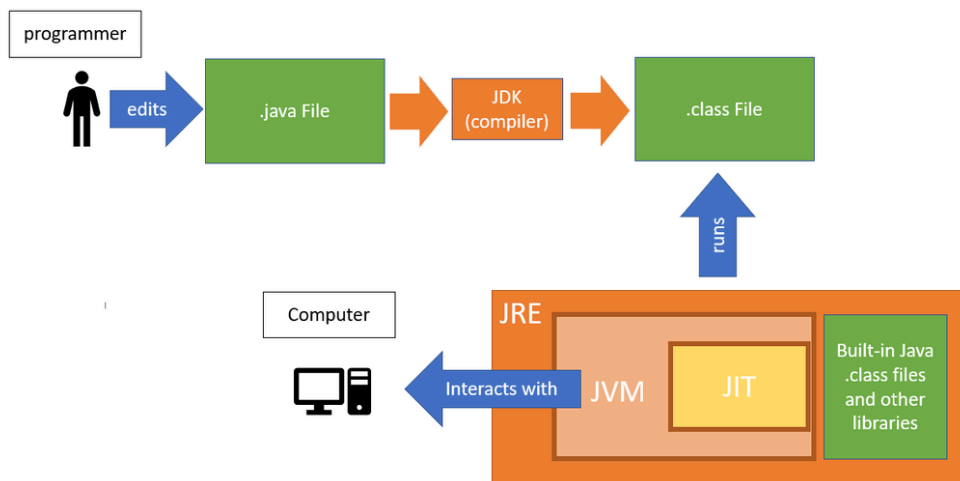 programmer
edits
.java File
JDK
(compiler)
.class File
runs
Computer
JRE
Interacts with
JVM
JIT
Built-in Java
.class files
and other
libraries